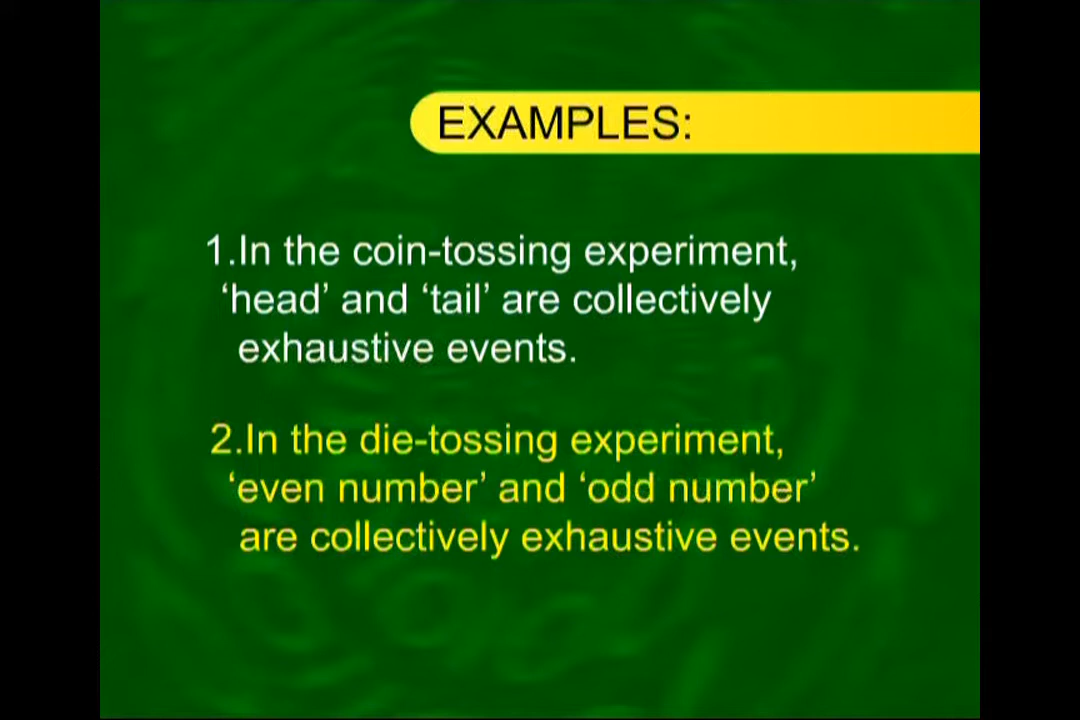 EXAMPLES:
1.In the coin-tossing experiment,
‘head’ and ‘tail’ are collectively
exhaustive events.
2.In the die-tossing experiment,
‘even number’ and ‘odd number’
are collectively exhaustive events.